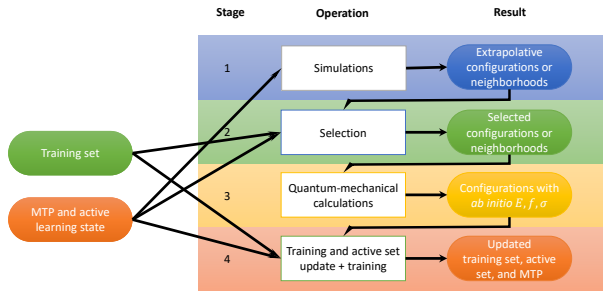 Stage Operation Result
1 Simulations Extrapolative
configurations or
neighborhoods
Training set
2 Selection Selected
configurations or
neighborhoods
MTP and active
learning state
3 Quantum-mechanical
calculations
Configurations with
ab initio E, f, σ
4 Training and active set
update + training
Updated
training set, active
set, and MTP